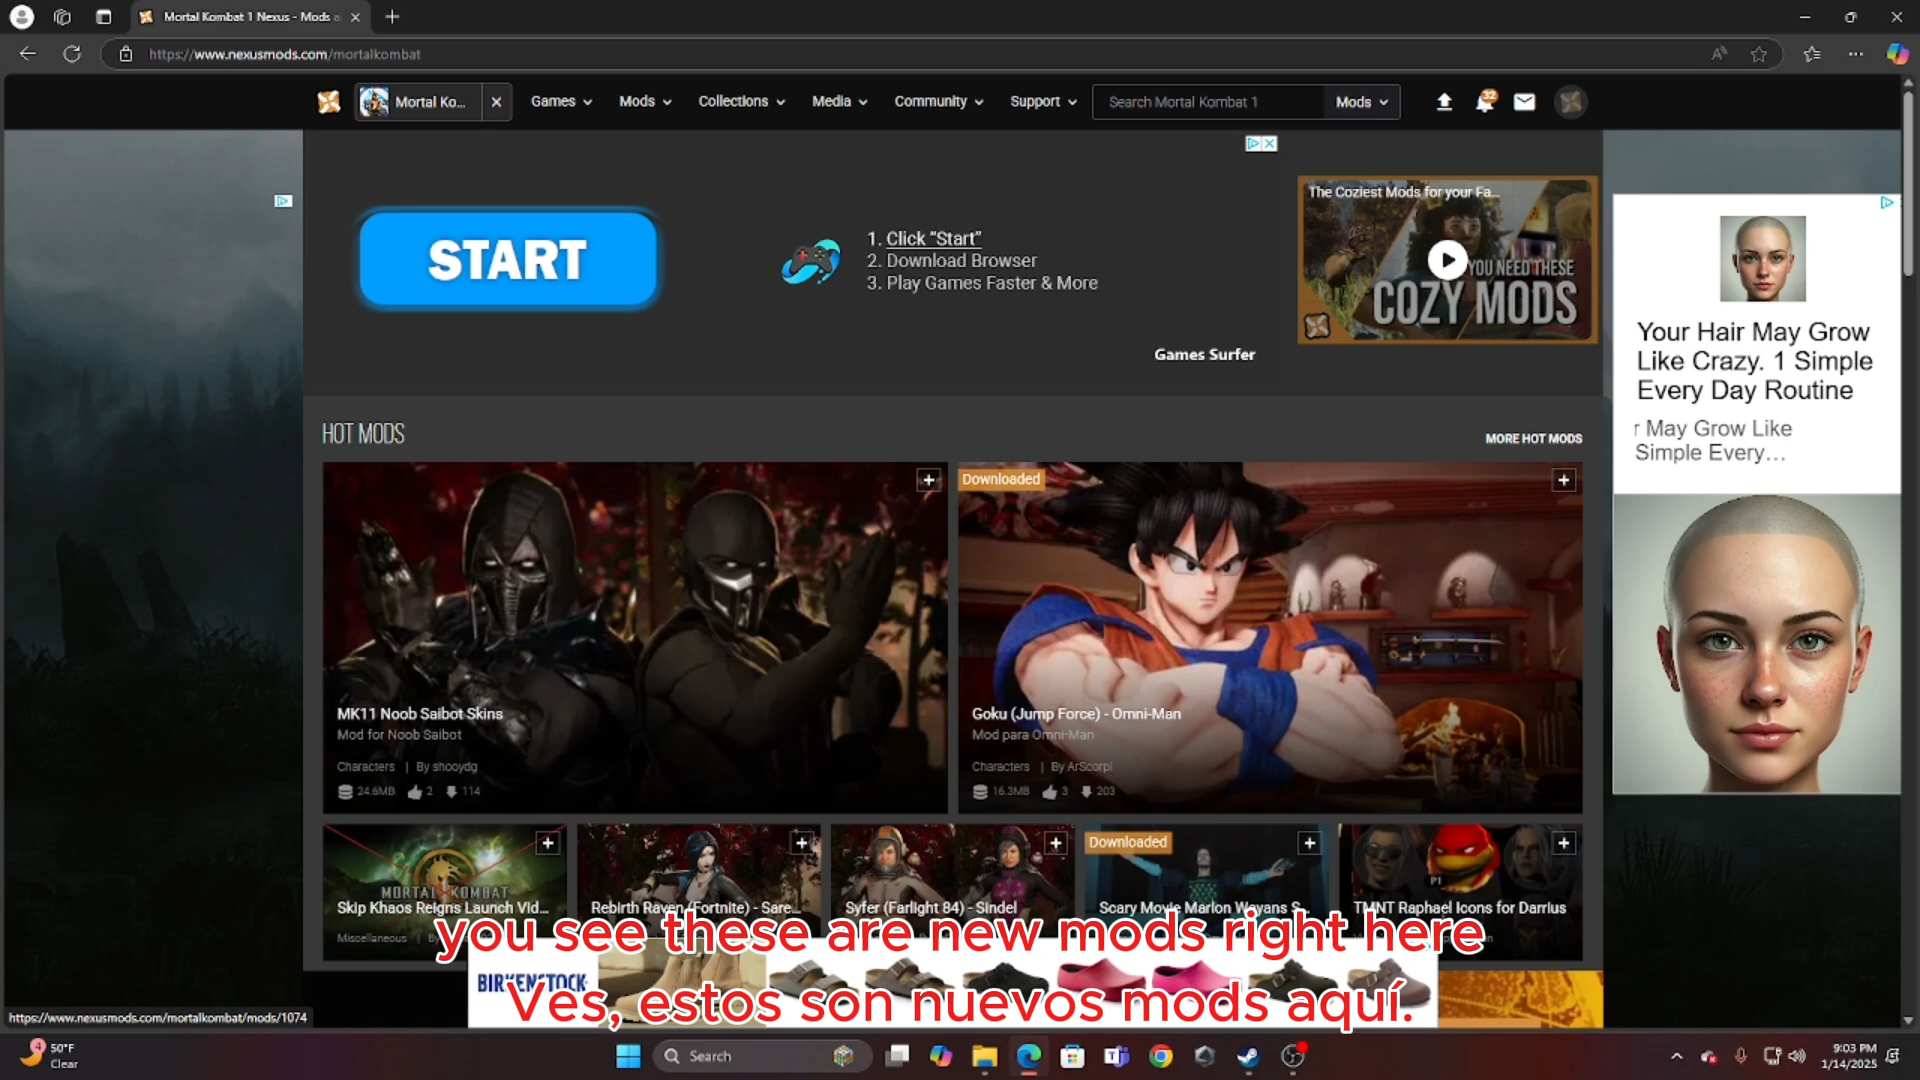 Mortal Kombat 1 Nexus - Mods a
https://www.nexusmods.com/mortalkombat
Mortal Ko...
Games
Mods
Collections
Media
Community
Support
Search Mortal Kombat 1
Mods
32
START
1. Click “Start”
2. Download Browser
3. Play Games Faster & More
Games Surfer
The Coziest Mods for your Fa...
YOU NEED THESE
COZY MODS
Your Hair May Grow
Like Crazy. 1 Simple
Every Day Routine
r May Grow Like
Simple Every...
HOT MODS
MORE HOT MODS
MK11 Noob Saibot Skins
Mod for Noob Saibot
Characters | By shooydg
24.6MB 2 114
Downloaded
Goku (Jump Force) - Omni-Man
Mod para Omni-Man
Characters | By ArScorpi
16.3MB 3 203
MORTAL KOMBAT
Skip Khaos Reigns Launch Vid...
Miscellaneous
Rebirth Raven (Fortnite) - Sare...
Syfer (Farlight 84) - Sindel
Downloaded
Scary Movie Marlon Wayans S...
P1
TMNT Raphael Icons for Darrius
you see these are new mods right here
BIRKENSTOCK
Ves, estos son nuevos mods aquí.
https://www.nexusmods.com/mortalkombat/mods/1074
4
50°F
Clear
Search
9:03 PM
1/14/2025